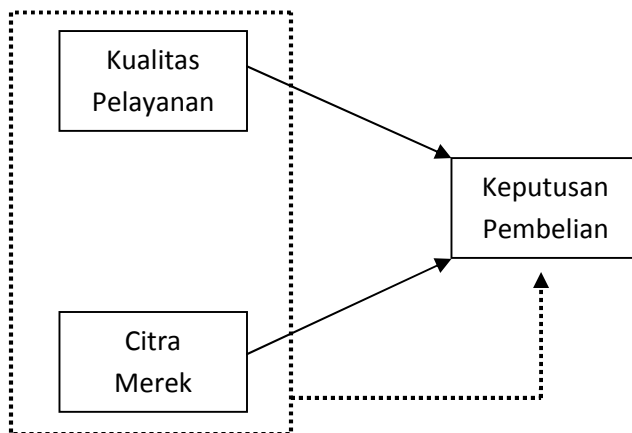 Kualitas
Pelayanan
Keputusan
Pembelian
Citra
Merek